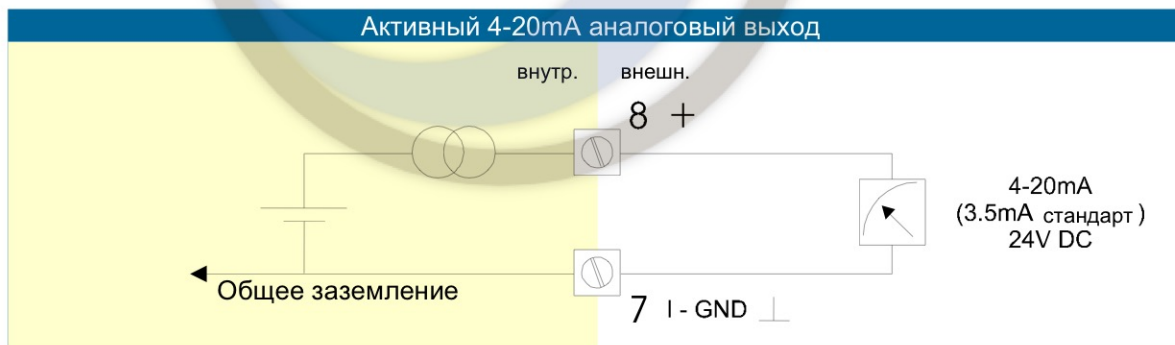 Активный 4-20mA аналоговый выход
внутр. внешн.
8 +
4-20mA
(3.5mA стандарт)
24V DC
Общее заземление
7 I - GND ⊥